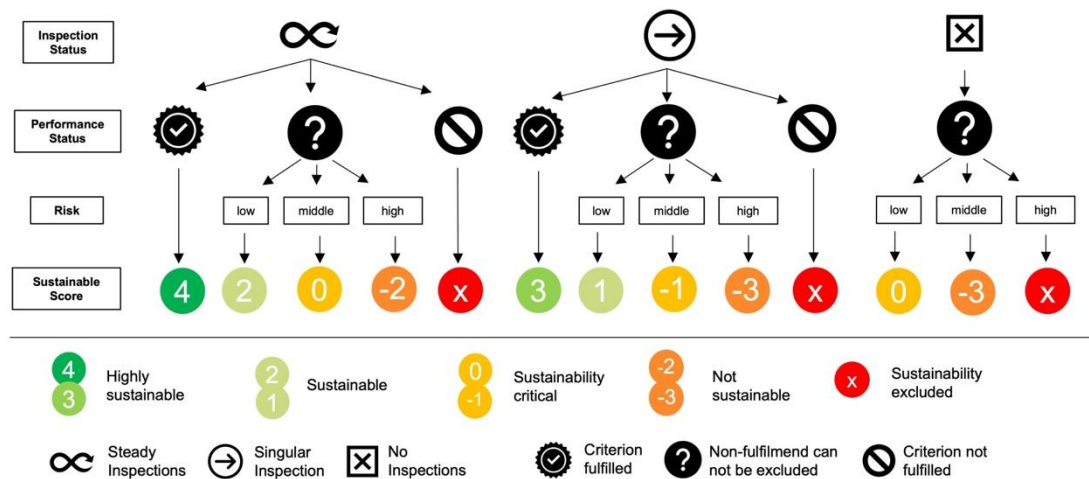 Inspection
Status
Performance
Status
? ? ?
Risk
low middle high low middle high low middle high
Sustainable
Score
4 2 0 -2 x 3 1 -1 -3 x 0 -3 x
4
3
Highly
sustainable
2
1
Sustainable
0
-1
Sustainability
critical
-2
-3
Not
sustainable
x
Sustainability
excluded
Steady
Inspections
Singular
Inspection
No
Inspections
Criterion
fulfilled
?
Non-fulfilmend can
not be excluded
Criterion not
fulfilled